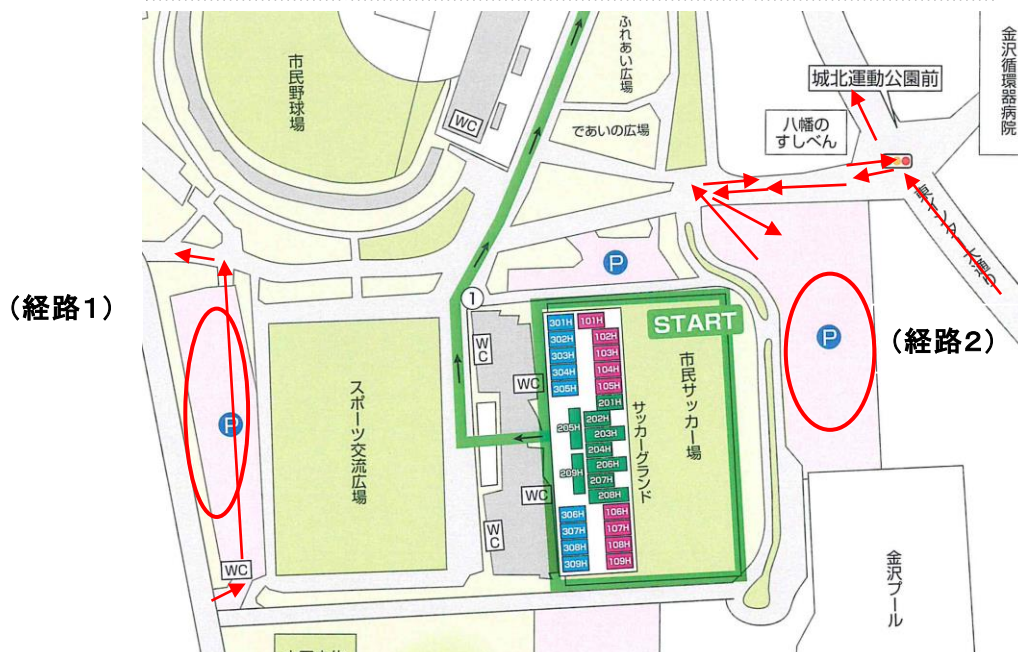 ふれあい広場
金沢循環器病院
市民野球場
城北運動公園前
WC
であいの広場
八幡の
すしべん
P
(経路1)
1
START
P
(経路2)
301H
302H
303H
304H
305H
101H
102H
103H
104H
105H
201H
202H
203H
204H
205H
206H
207H
208H
209H
306H
307H
308H
309H
106H
107H
108H
109H
WC
WC
WC
WC
P
スポーツ交流広場
サッカーグランド
市民サッカー場
WC
金沢プール